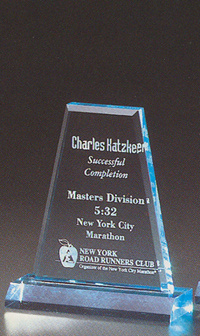 Charles Katzkeer
Successful
Completion
Masters Division
5:32
New York City
Marathon
NEW YORK
ROAD RUNNERS CLUB
Organizer of the New York City Marathon